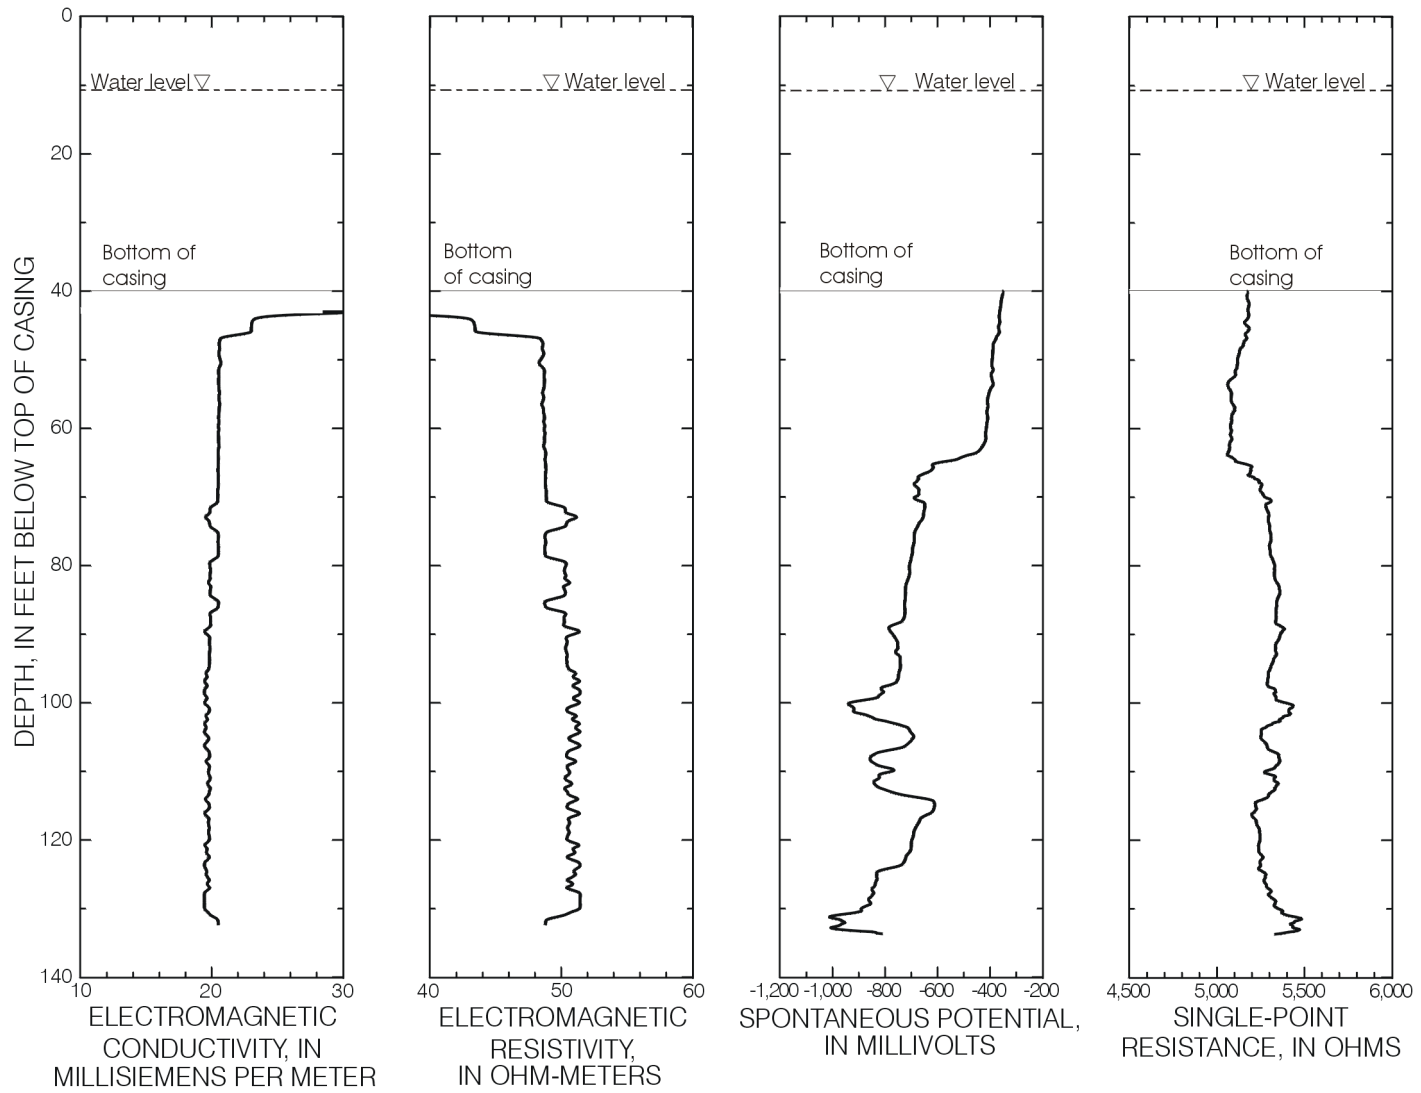 0
20
40
60
80
100
120
140
DEPTH, IN FEET BELOW TOP OF CASING
Water level
Bottom of
casing
10 20 30
ELECTROMAGNETIC
CONDUCTIVITY, IN
MILLISIEMENS PER METER
Water level
Bottom
of casing
40 50 60
ELECTROMAGNETIC
RESISTIVITY,
IN OHM-METERS
Water level
Bottom of
casing
-1,200 -1,000 -800 -600 -400 -200
SPONTANEOUS POTENTIAL,
IN MILLIVOLTS
Water level
Bottom of
casing
4,500 5,000 5,500 6,000
SINGLE-POINT
RESISTANCE, IN OHMS